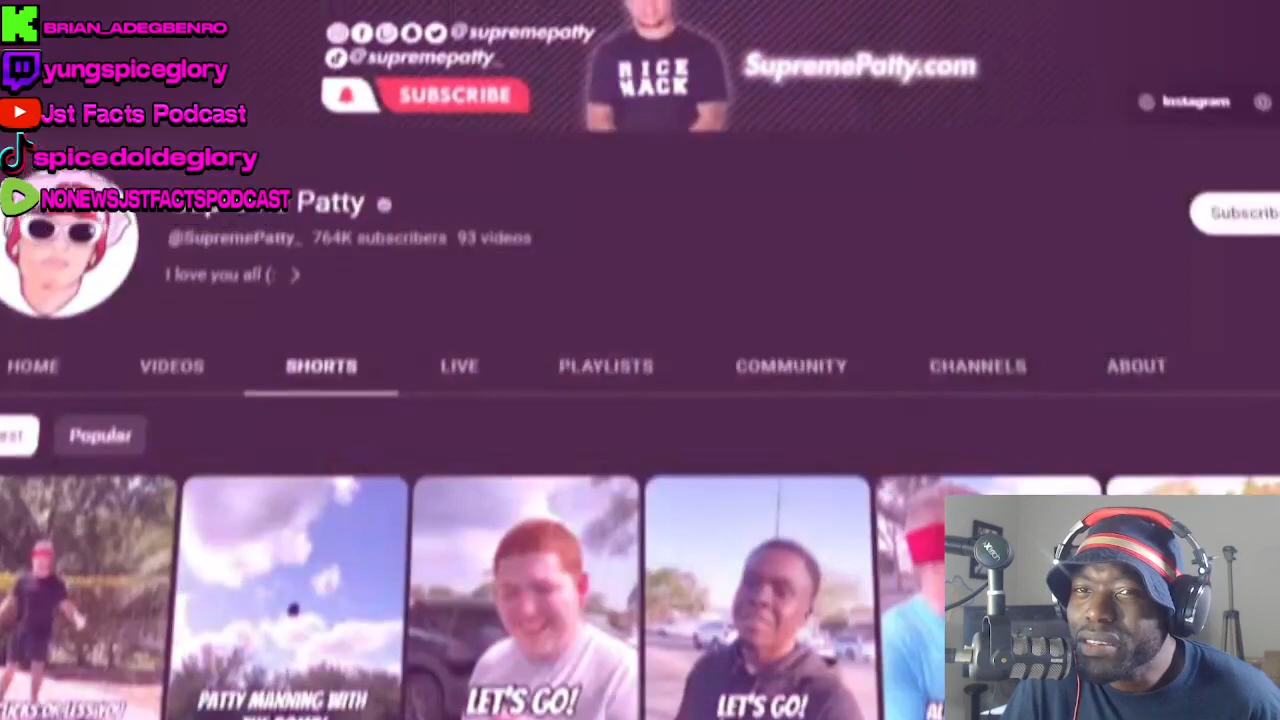 BRIAN_ADEGBENRO
yungspiceglory
Jst Facts Podcast
spicedoldeglory
NONEWSJSTFACTSPODCAST
@supremepatty
@supremepatty_
SUBSCRIBE
RICE
NACK
SupremePatty.com
Instagram
Patty
@SupremePatty_ 764K subscribers 93 videos
I love you all (: >
Subscrib
HOME VIDEOS SHORTS LIVE PLAYLISTS COMMUNITY CHANNELS ABOUT
Popular
PATTY MANNING WITH
LET'S GO!
LET'S GO!